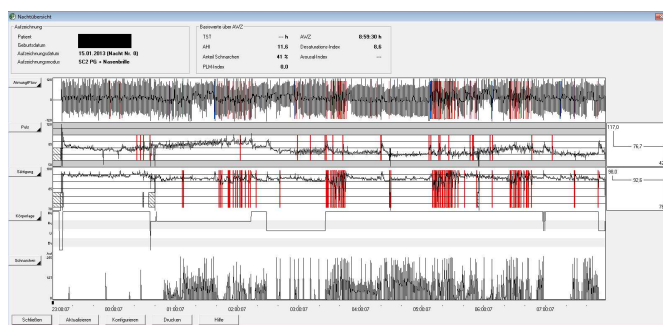 Nachtübersicht
Aufzeichnung
Patient
Geburtsdatum
Aufzeichnungsdatum 15.01.2013 (Nacht Nr. 0)
Aufzeichnungsmodus SC2 PG + Nasenbrille
Basiswerte über AWZ
TST -- h AWZ 8:59:30 h
AHI 11,6 Desaturations-Index 6,6
Anteil Schnarchen 41 % Arousal-Index ---
PLM-Index 0,0
Atmung/Flow
Puls
117,0
76,7
Sättigung
98,0
92,6
Körperlage
Schnarchen
23:00:07 00:00:07 01:00:07 02:00:07 03:00:07 04:00:07 05:00:07 06:00:07 07:00:07
Schließen Aktualisieren Konfigurieren Drucken Hilfe